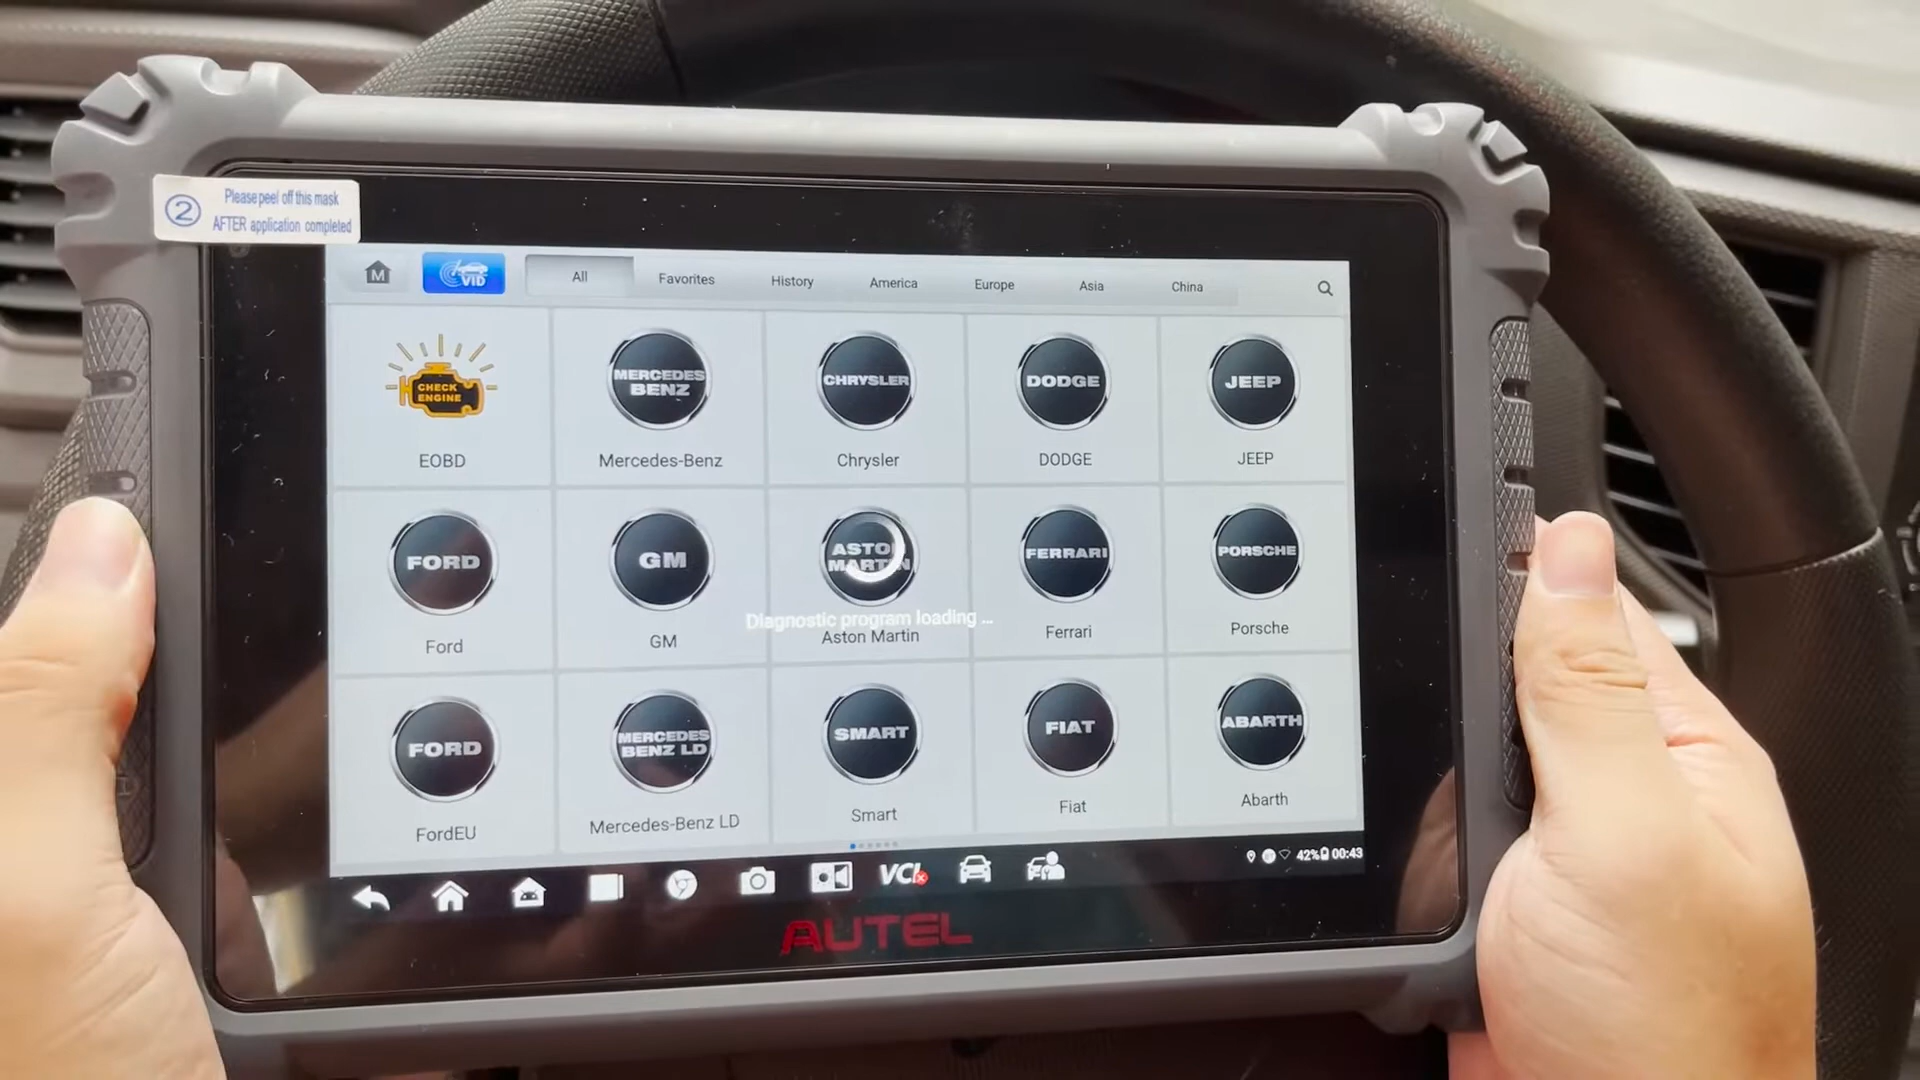 ② Please peel off this mask
AFTER application completed
M
VID
All
Favorites
History
America
Europe
Asia
China
CHECK
ENGINE
EOBD
MERCEDES
BENZ
Mercedes-Benz
CHRYSLER
Chrysler
DODGE
DODGE
JEEP
JEEP
FORD
Ford
GM
GM
ASTON
MARTIN
Diagnostic program loading ...
Aston Martin
FERRARI
Ferrari
PORSCHE
Porsche
FORD
FordEU
MERCEDES
BENZ LD
Mercedes-Benz LD
SMART
Smart
FIAT
Fiat
ABARTH
Abarth
VCI
42% 00:43
AUTEL